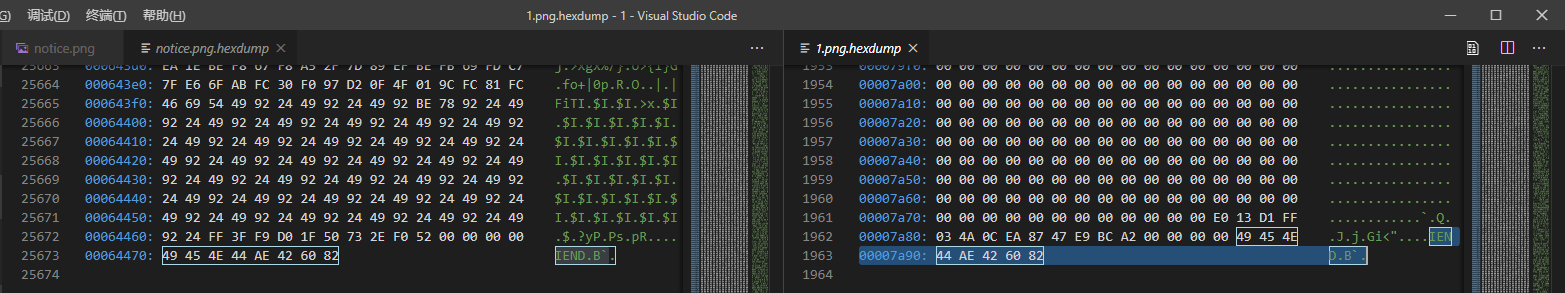 G) 调试(D) 终端(T) 帮助(H)
1.png.hexdump - 1 - Visual Studio Code
notice.png
notice.png.hexdump
25663 000643d0: EA 1E BE F8 67 F8 A5 2F 7D 89 EF BE FB 69 FD C7 j.>xgx%/}.o>{i}G
25664 000643e0: 7F E6 6F AB FC 30 F0 97 D2 0F 4F 01 9C FC 81 FC .fo+|0p.R.O..|.|
25665 000643f0: 46 69 54 49 92 24 49 92 24 49 92 BE 78 92 24 49 FiTI.$I.$I.>x.$I
25666 00064400: 92 24 49 92 24 49 92 24 49 92 24 49 92 24 49 92 .$I.$I.$I.$I.$I.
25667 00064410: 24 49 92 24 49 92 24 49 92 24 49 92 24 49 92 24 $I.$I.$I.$I.$I.$
25668 00064420: 49 92 24 49 92 24 49 92 24 49 92 24 49 92 24 49 I.$I.$I.$I.$I.$I
25669 00064430: 92 24 49 92 24 49 92 24 49 92 24 49 92 24 49 92 .$I.$I.$I.$I.$I.
25670 00064440: 24 49 92 24 49 92 24 49 92 24 49 92 24 49 92 24 $I.$I.$I.$I.$I.$
25671 00064450: 49 92 24 49 92 24 49 92 24 49 92 24 49 92 24 49 I.$I.$I.$I.$I.$I
25672 00064460: 92 24 FF 3F F9 D0 1F 50 73 2E F0 52 00 00 00 00 .$.?yP.Ps.pR....
25673 00064470: 49 45 4E 44 AE 42 60 82 IEND.B`.
25674
1.png.hexdump
1953 000079f0: 00 00 00 00 00 00 00 00 00 00 00 00 00 00 00 00 ................
1954 00007a00: 00 00 00 00 00 00 00 00 00 00 00 00 00 00 00 00 ................
1955 00007a10: 00 00 00 00 00 00 00 00 00 00 00 00 00 00 00 00 ................
1956 00007a20: 00 00 00 00 00 00 00 00 00 00 00 00 00 00 00 00 ................
1957 00007a30: 00 00 00 00 00 00 00 00 00 00 00 00 00 00 00 00 ................
1958 00007a40: 00 00 00 00 00 00 00 00 00 00 00 00 00 00 00 00 ................
1959 00007a50: 00 00 00 00 00 00 00 00 00 00 00 00 00 00 00 00 ................
1960 00007a60: 00 00 00 00 00 00 00 00 00 00 00 00 00 00 00 00 ................
1961 00007a70: 00 00 00 00 00 00 00 00 00 00 00 00 E0 13 D1 FF ............`.Q.
1962 00007a80: 03 4A 0C EA 87 47 E9 BC A2 00 00 00 00 49 45 4E .J.j.Gi<"....IEN
1963 00007a90: 44 AE 42 60 82 D.B`.
1964